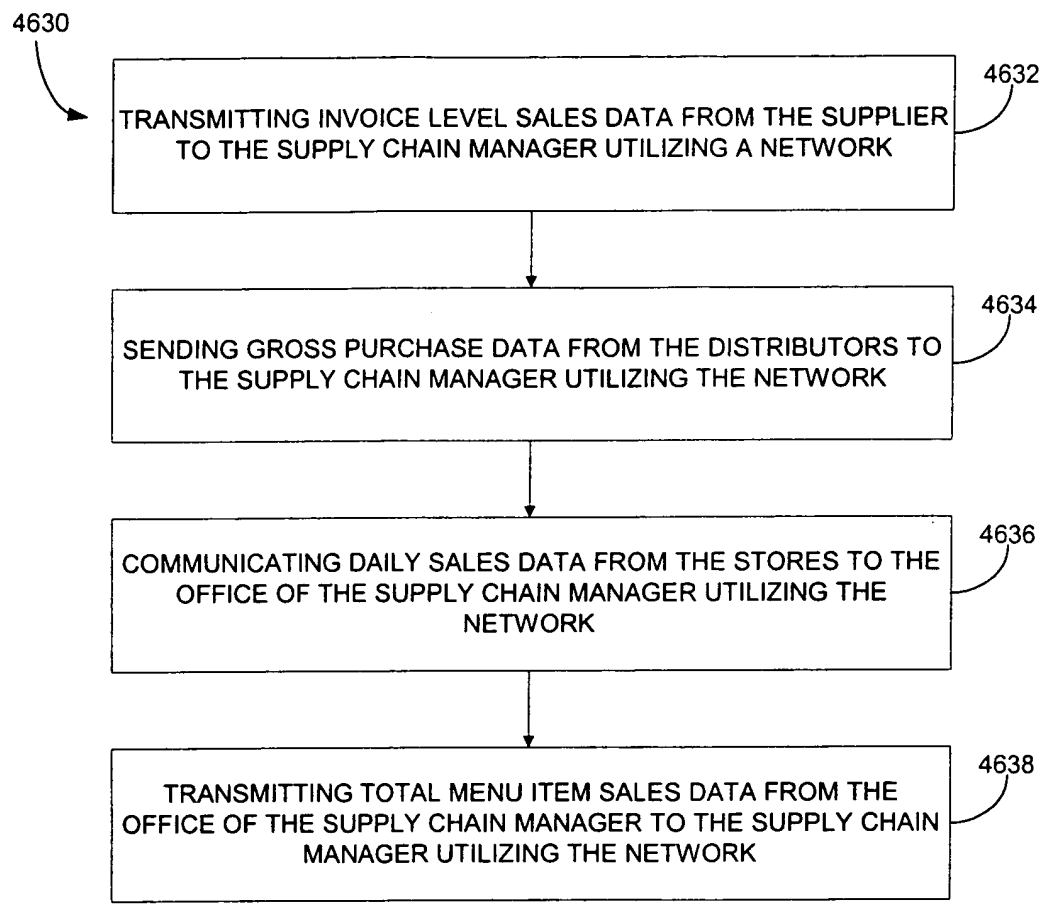 4630
4632
TRANSMITTING INVOICE LEVEL SALES DATA FROM THE SUPPLIER
TO THE SUPPLY CHAIN MANAGER UTILIZING A NETWORK
4634
SENDING GROSS PURCHASE DATA FROM THE DISTRIBUTORS TO
THE SUPPLY CHAIN MANAGER UTILIZING THE NETWORK
4636
COMMUNICATING DAILY SALES DATA FROM THE STORES TO THE
OFFICE OF THE SUPPLY CHAIN MANAGER UTILIZING THE
NETWORK
4638
TRANSMITTING TOTAL MENU ITEM SALES DATA FROM THE
OFFICE OF THE SUPPLY CHAIN MANAGER TO THE SUPPLY CHAIN
MANAGER UTILIZING THE NETWORK